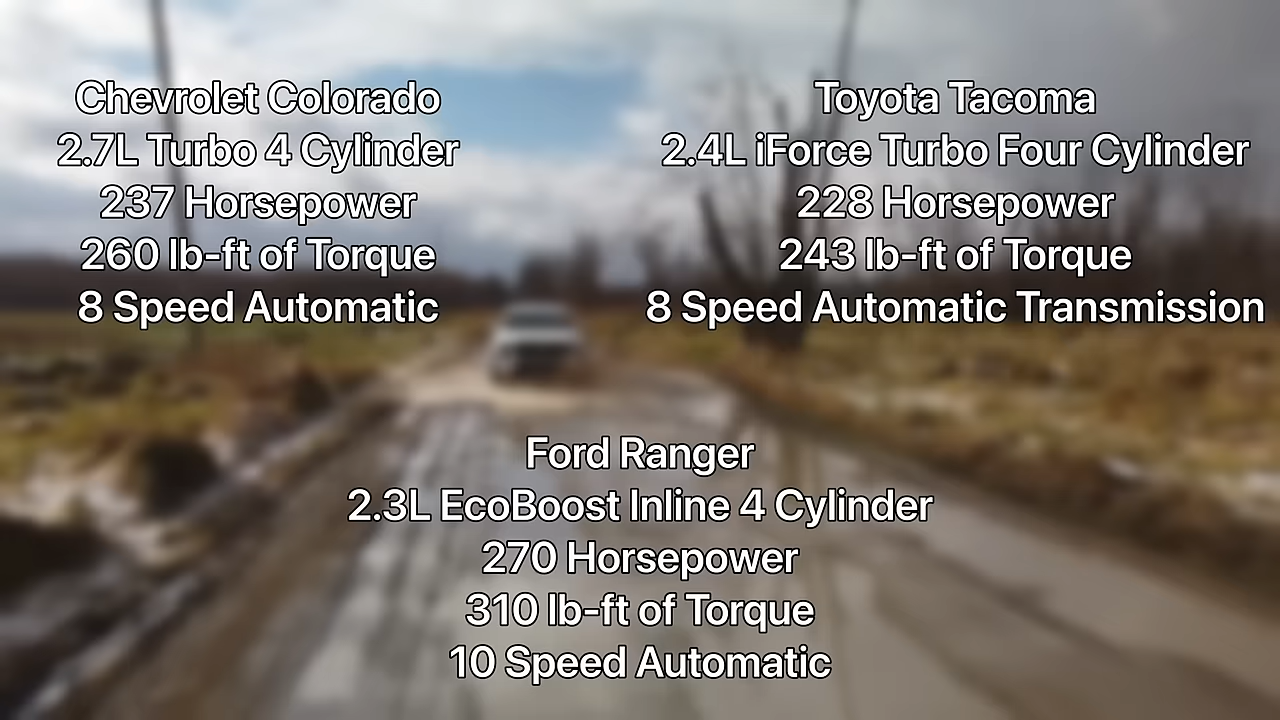 Chevrolet Colorado
2.7L Turbo 4 Cylinder
237 Horsepower
260 lb-ft of Torque
8 Speed Automatic
Toyota Tacoma
2.4L iForce Turbo Four Cylinder
228 Horsepower
243 lb-ft of Torque
8 Speed Automatic Transmission
Ford Ranger
2.3L EcoBoost Inline 4 Cylinder
270 Horsepower
310 lb-ft of Torque
10 Speed Automatic